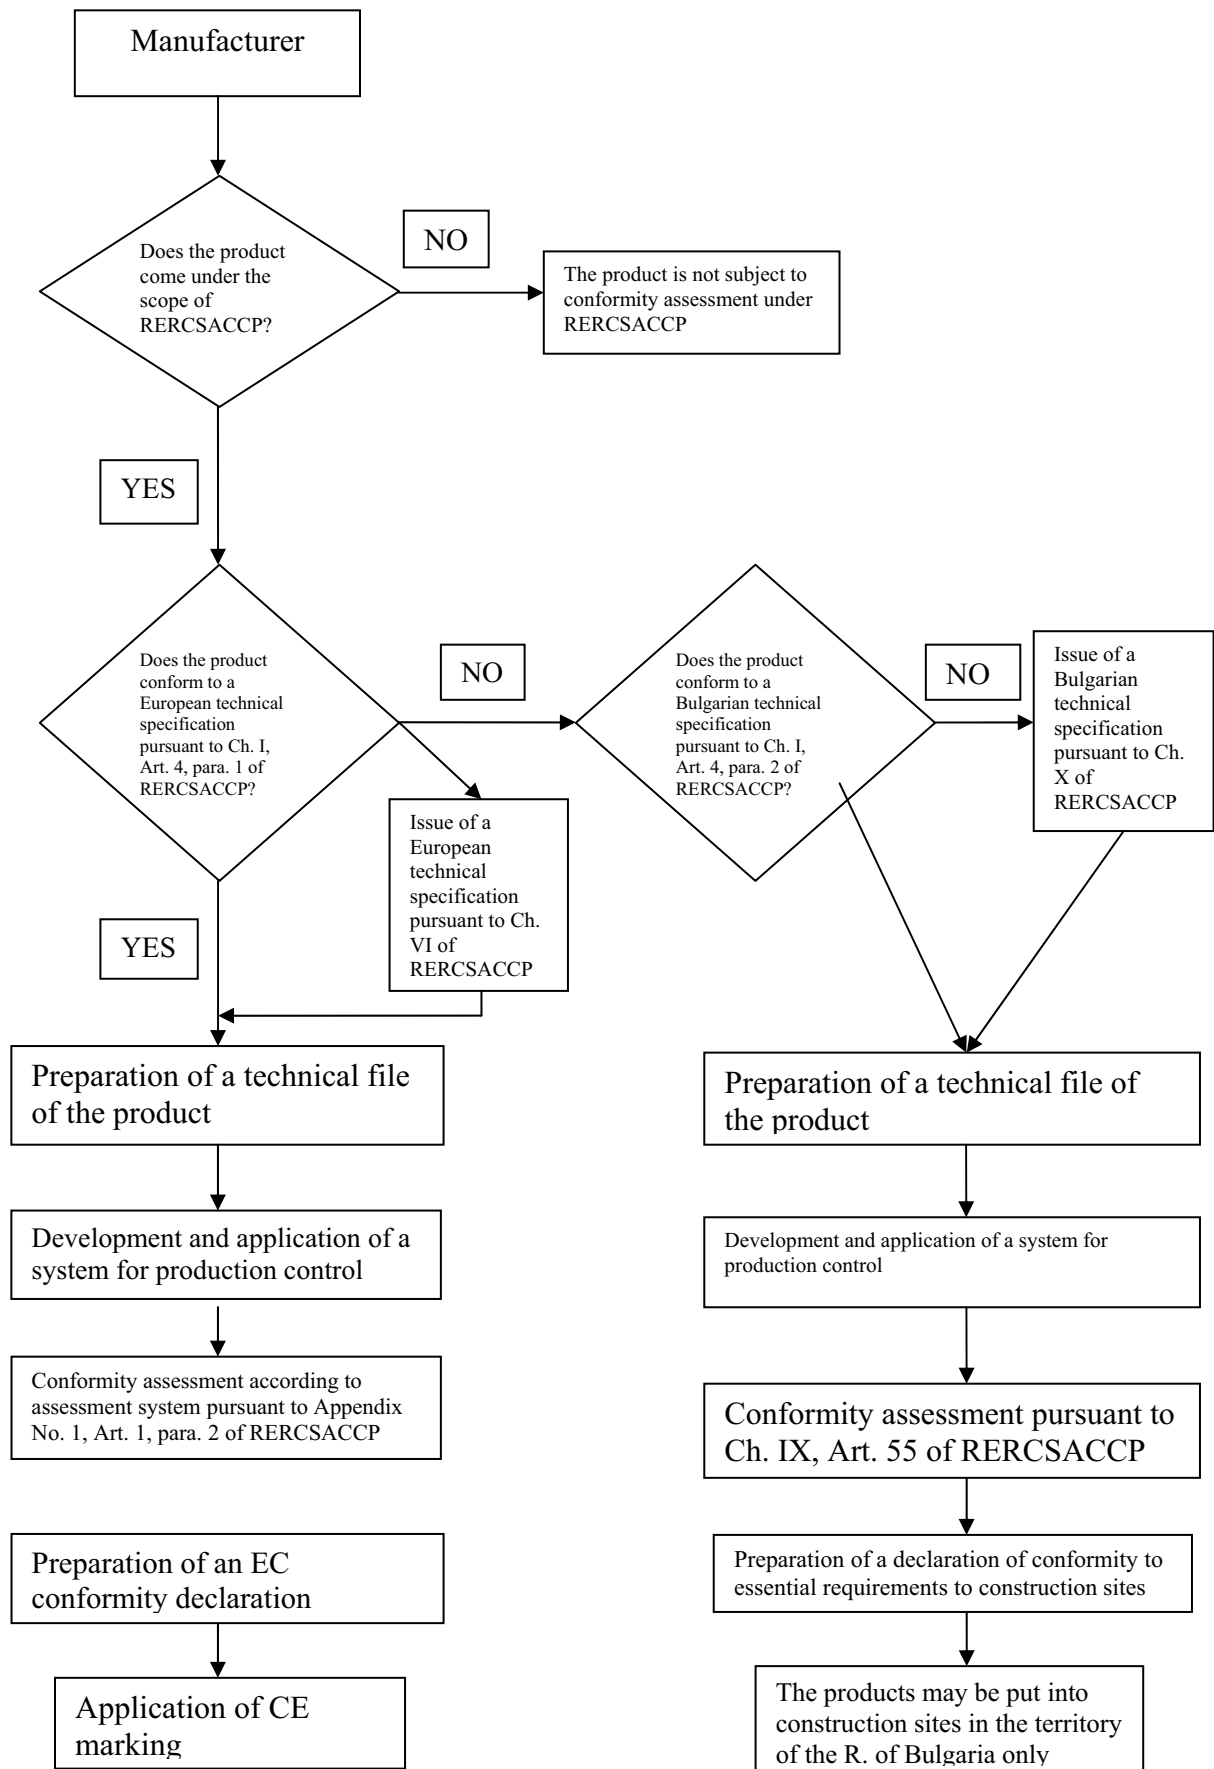 Manufacturer
Does the product
come under the
scope of
RERCSACCP?
NO
The product is not subject to
conformity assessment under
RERCSACCP
YES
Does the product
conform to a
European technical
specification
pursuant to Ch. I,
Art. 4, para. 1 of
RERCSACCP?
NO
Does the product
conform to a
Bulgarian technical
specification
pursuant to Ch. I,
Art. 4, para. 2 of
RERCSACCP?
NO
Issue of a
Bulgarian
technical
specification
pursuant to Ch.
X of
RERCSACCP
Issue of a
European
technical
specification
pursuant to Ch.
VI of
RERCSACCP
YES
Preparation of a technical file
of the product
Preparation of a technical file of
the product
Development and application of a
system for production control
Development and application of a system for
production control
Conformity assessment according to
assessment system pursuant to Appendix
No. 1, Art. 1, para. 2 of RERCSACCP
Conformity assessment pursuant to
Ch. IX, Art. 55 of RERCSACCP
Preparation of an EC
conformity declaration
Preparation of a declaration of conformity to
essential requirements to construction sites
Application of CE
marking
The products may be put into
construction sites in the territory
of the R. of Bulgaria only